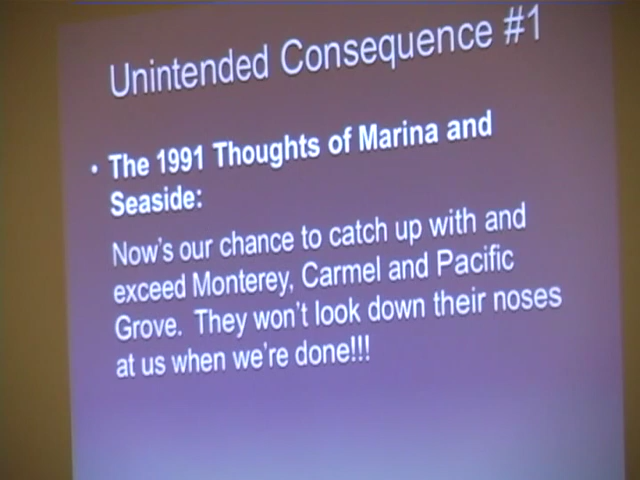 Unintended Consequence #1
• The 1991 Thoughts of Marina and
Seaside:
Now's our chance to catch up with and
exceed Monterey, Carmel and Pacific
Grove. They won't look down their noses
at us when we're done!!!